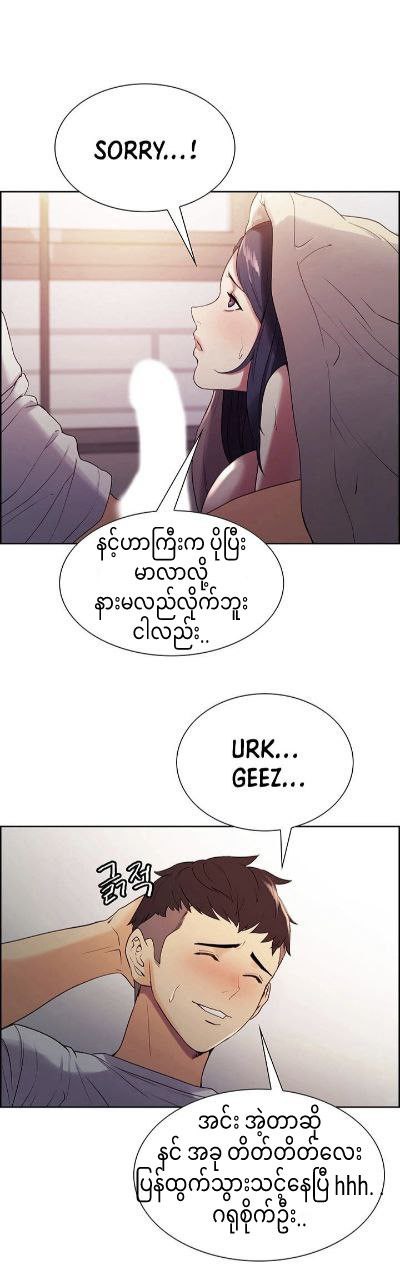 SORRY...!
နင့်ဟာကြီးက ပိုပြီး
မာလာလို့
နားမလည်လိုက်ဘူး
ငါလည်း..
URK...
GEEZ...
긁적
အင်း အဲ့တာဆို
နင် အခု တိတ်တိတ်လေး
ပြန်ထွက်သွားသင့်နေပြီ hhh. .
ဂရုစိုက်ဦး..